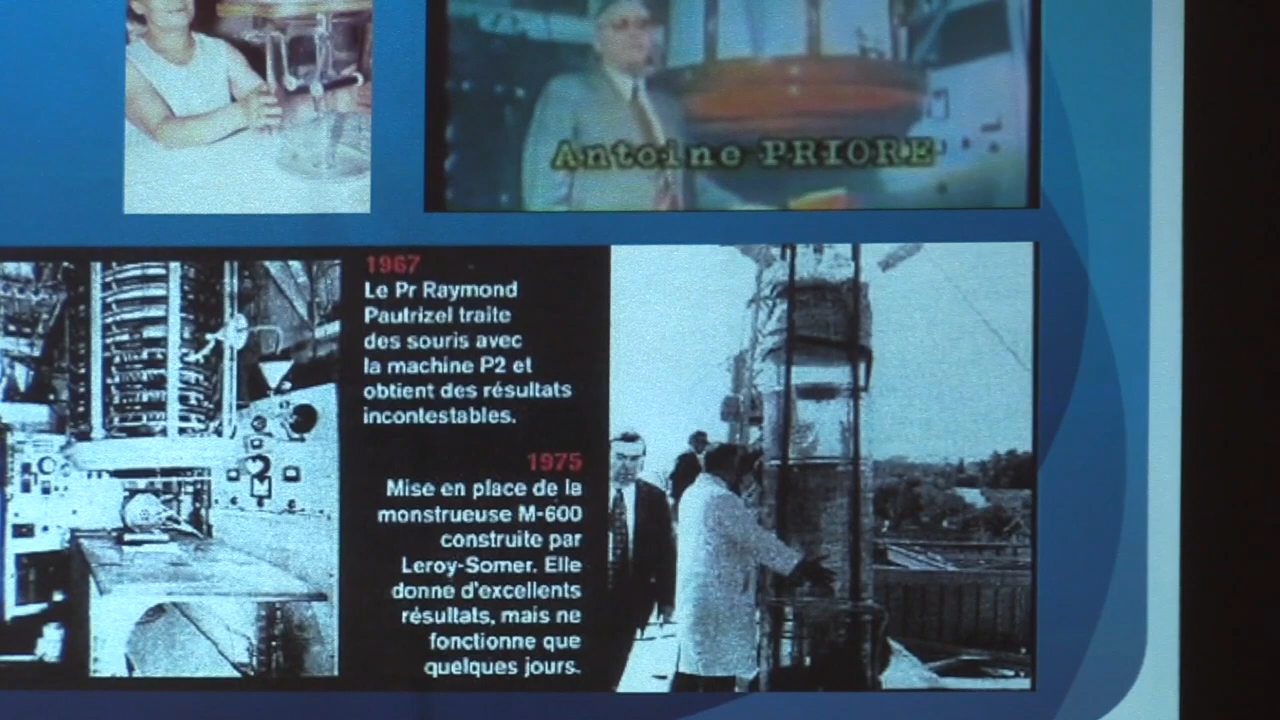 Antoine PRIORE
1967
Le Pr Raymond
Pautrizel traite
des souris avec
la machine P2 et
obtient des résultats
incontestables.
1975
Mise en place de la
monstrueuse M-600
construite par
Leroy-Somer. Elle
donne d'excellents
résultats, mais ne
fonctionne que
quelques jours.